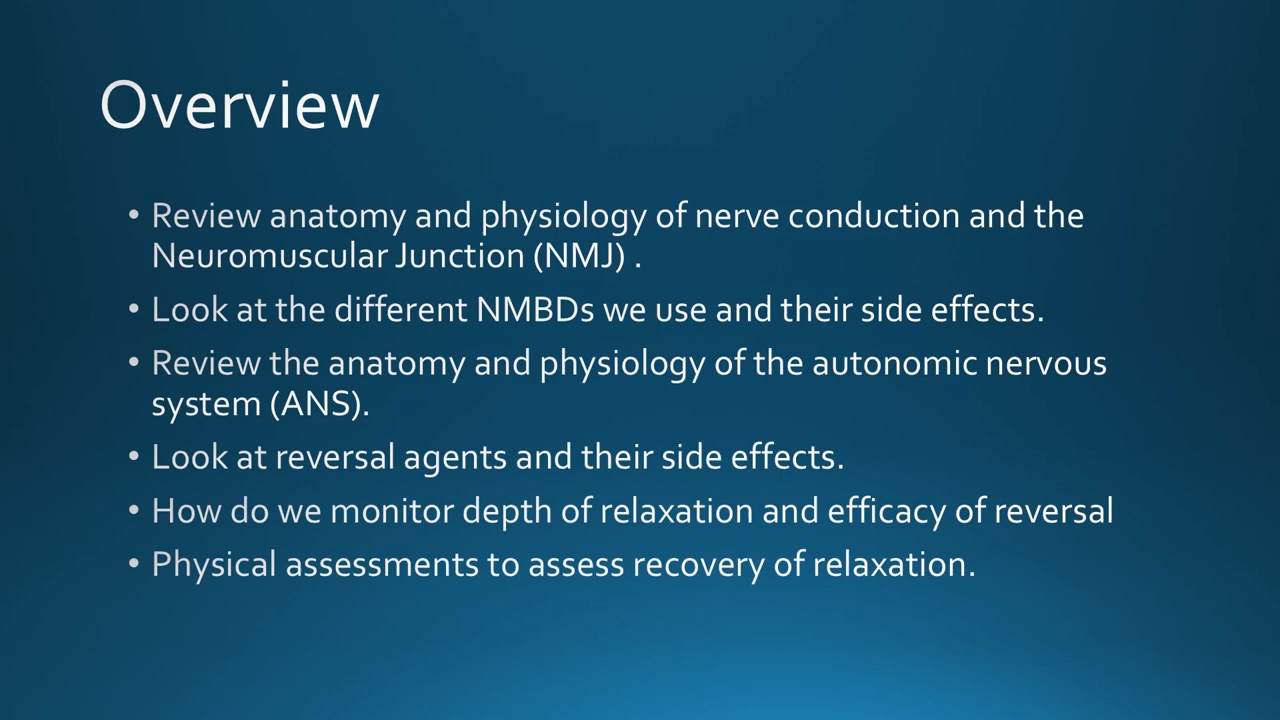 Overview
• Review anatomy and physiology of nerve conduction and the
Neuromuscular Junction (NMJ) .
• Look at the different NMBDs we use and their side effects.
• Review the anatomy and physiology of the autonomic nervous
system (ANS).
• Look at reversal agents and their side effects.
• How do we monitor depth of relaxation and efficacy of reversal
• Physical assessments to assess recovery of relaxation.